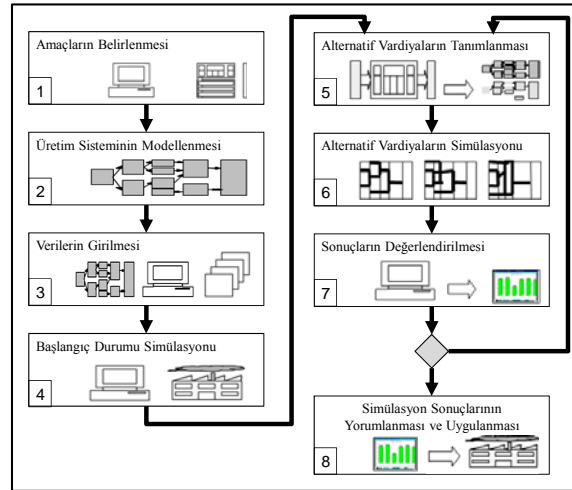 Amaçların Belirlenmesi
1
Üretim Sisteminin Modellenmesi
2
Verilerin Girilmesi
3
Başlangıç Durumu Simülasyonu
4
Alternatif Vardiyaların Tanımlanması
5
Alternatif Vardiyaların Simülasyonu
6
Sonuçların Değerlendirilmesi
7
Simülasyon Sonuçlarının
Yorumlanması ve Uygulanması
8